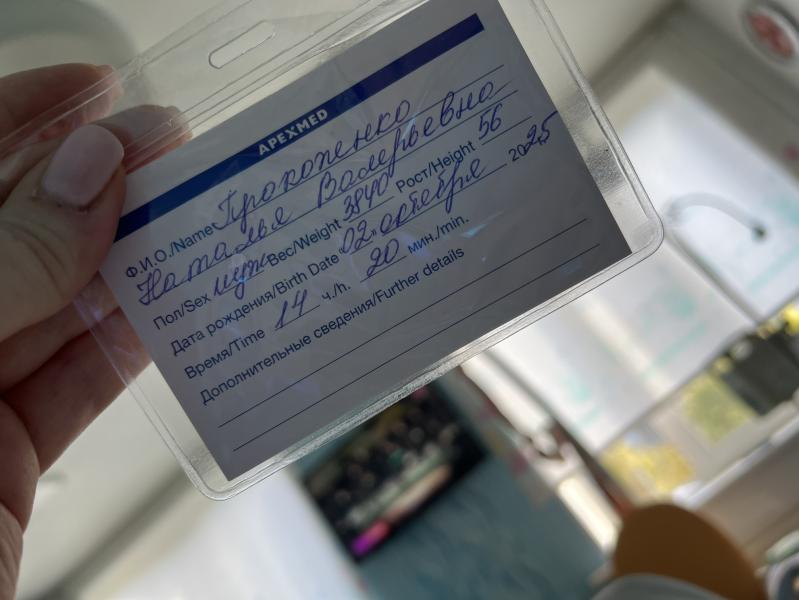 APEXMED
Ф.И.О./Name Прокопенко
Наталья Валерьевна
Пол/Sex муж Вес/Weight 3840 Рост/Height 56
Дата рождения/Birth Date 02 октября 2025
Время/Time 14 ч./h. 20 мин./min.
Дополнительные сведения/Further details